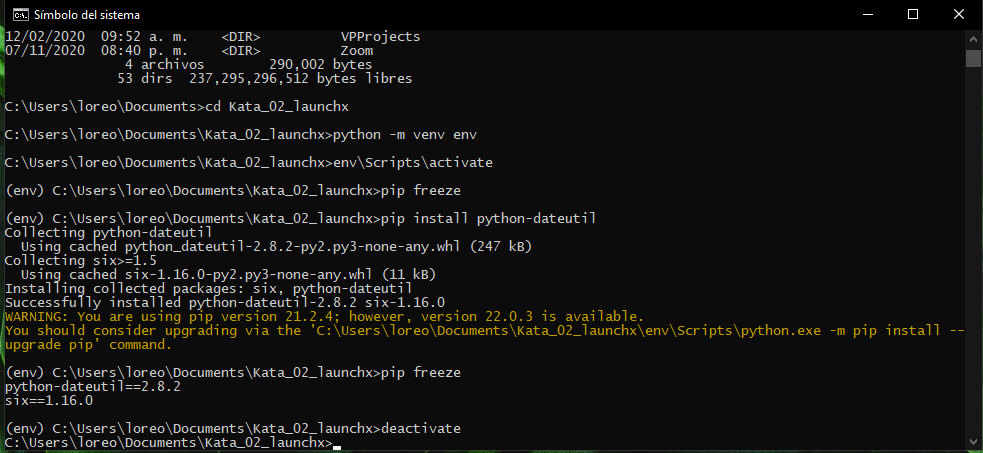 Símbolo del sistema
12/02/2020  09:52 a. m.    <DIR>          VPProjects
07/11/2020  08:40 p. m.    <DIR>          Zoom
               4 archivos        290,002 bytes
              53 dirs  237,295,296,512 bytes libres
C:\Users\loreo\Documents>cd Kata_02_launchx
C:\Users\loreo\Documents\Kata_02_launchx>python -m venv env
C:\Users\loreo\Documents\Kata_02_launchx>env\Scripts\activate
(env) C:\Users\loreo\Documents\Kata_02_launchx>pip freeze
(env) C:\Users\loreo\Documents\Kata_02_launchx>pip install python-dateutil
Collecting python-dateutil
  Using cached python_dateutil-2.8.2-py2.py3-none-any.whl (247 kB)
Collecting six>=1.5
  Using cached six-1.16.0-py2.py3-none-any.whl (11 kB)
Installing collected packages: six, python-dateutil
Successfully installed python-dateutil-2.8.2 six-1.16.0
WARNING: You are using pip version 21.2.4; however, version 22.0.3 is available.
You should consider upgrading via the 'C:\Users\loreo\Documents\Kata_02_launchx\env\Scripts\python.exe -m pip install --
upgrade pip' command.
(env) C:\Users\loreo\Documents\Kata_02_launchx>pip freeze
python-dateutil==2.8.2
six==1.16.0
(env) C:\Users\loreo\Documents\Kata_02_launchx>deactivate
C:\Users\loreo\Documents\Kata_02_launchx>